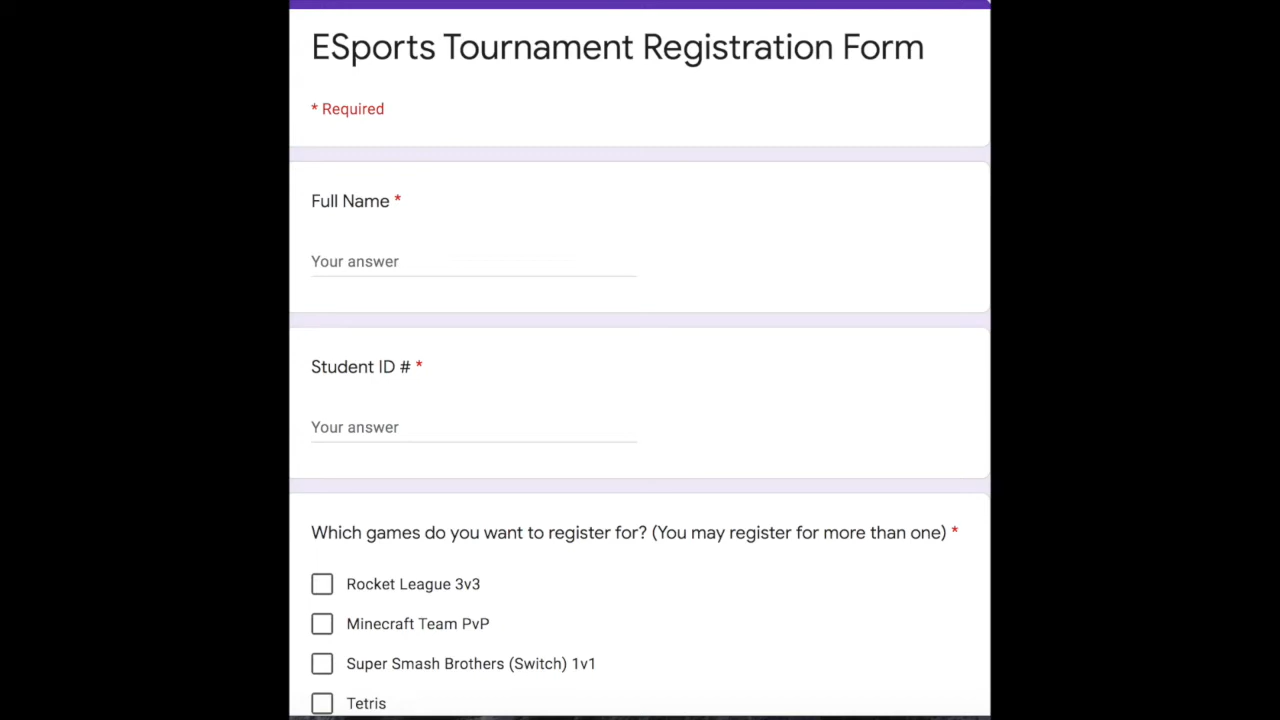 ESports Tournament Registration Form
* Required
Full Name *
Your answer
Student ID # *
Your answer
Which games do you want to register for? (You may register for more than one) *
Rocket League 3v3
Minecraft Team PvP
Super Smash Brothers (Switch) 1v1
Tetris